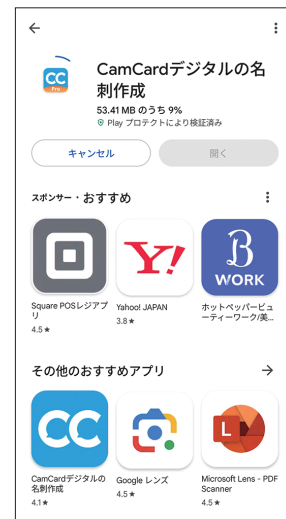 CC
Pro
CamCardデジタルの名
刺作成
53.41 MB のうち 9%
Play プロテクトにより検証済み
キャンセル
開く
スポンサー・おすすめ
Y!
B
WORK
Square POSレジアプ
リ
4.5★
Yahoo! JAPAN
3.8★
ホットペッパービュ
ーティーワーク/美...
その他のおすすめアプリ
CC
L
CamCardデジタルの
名刺作成
4.1★
Google レンズ
4.5★
Microsoft Lens - PDF
Scanner
4.5★